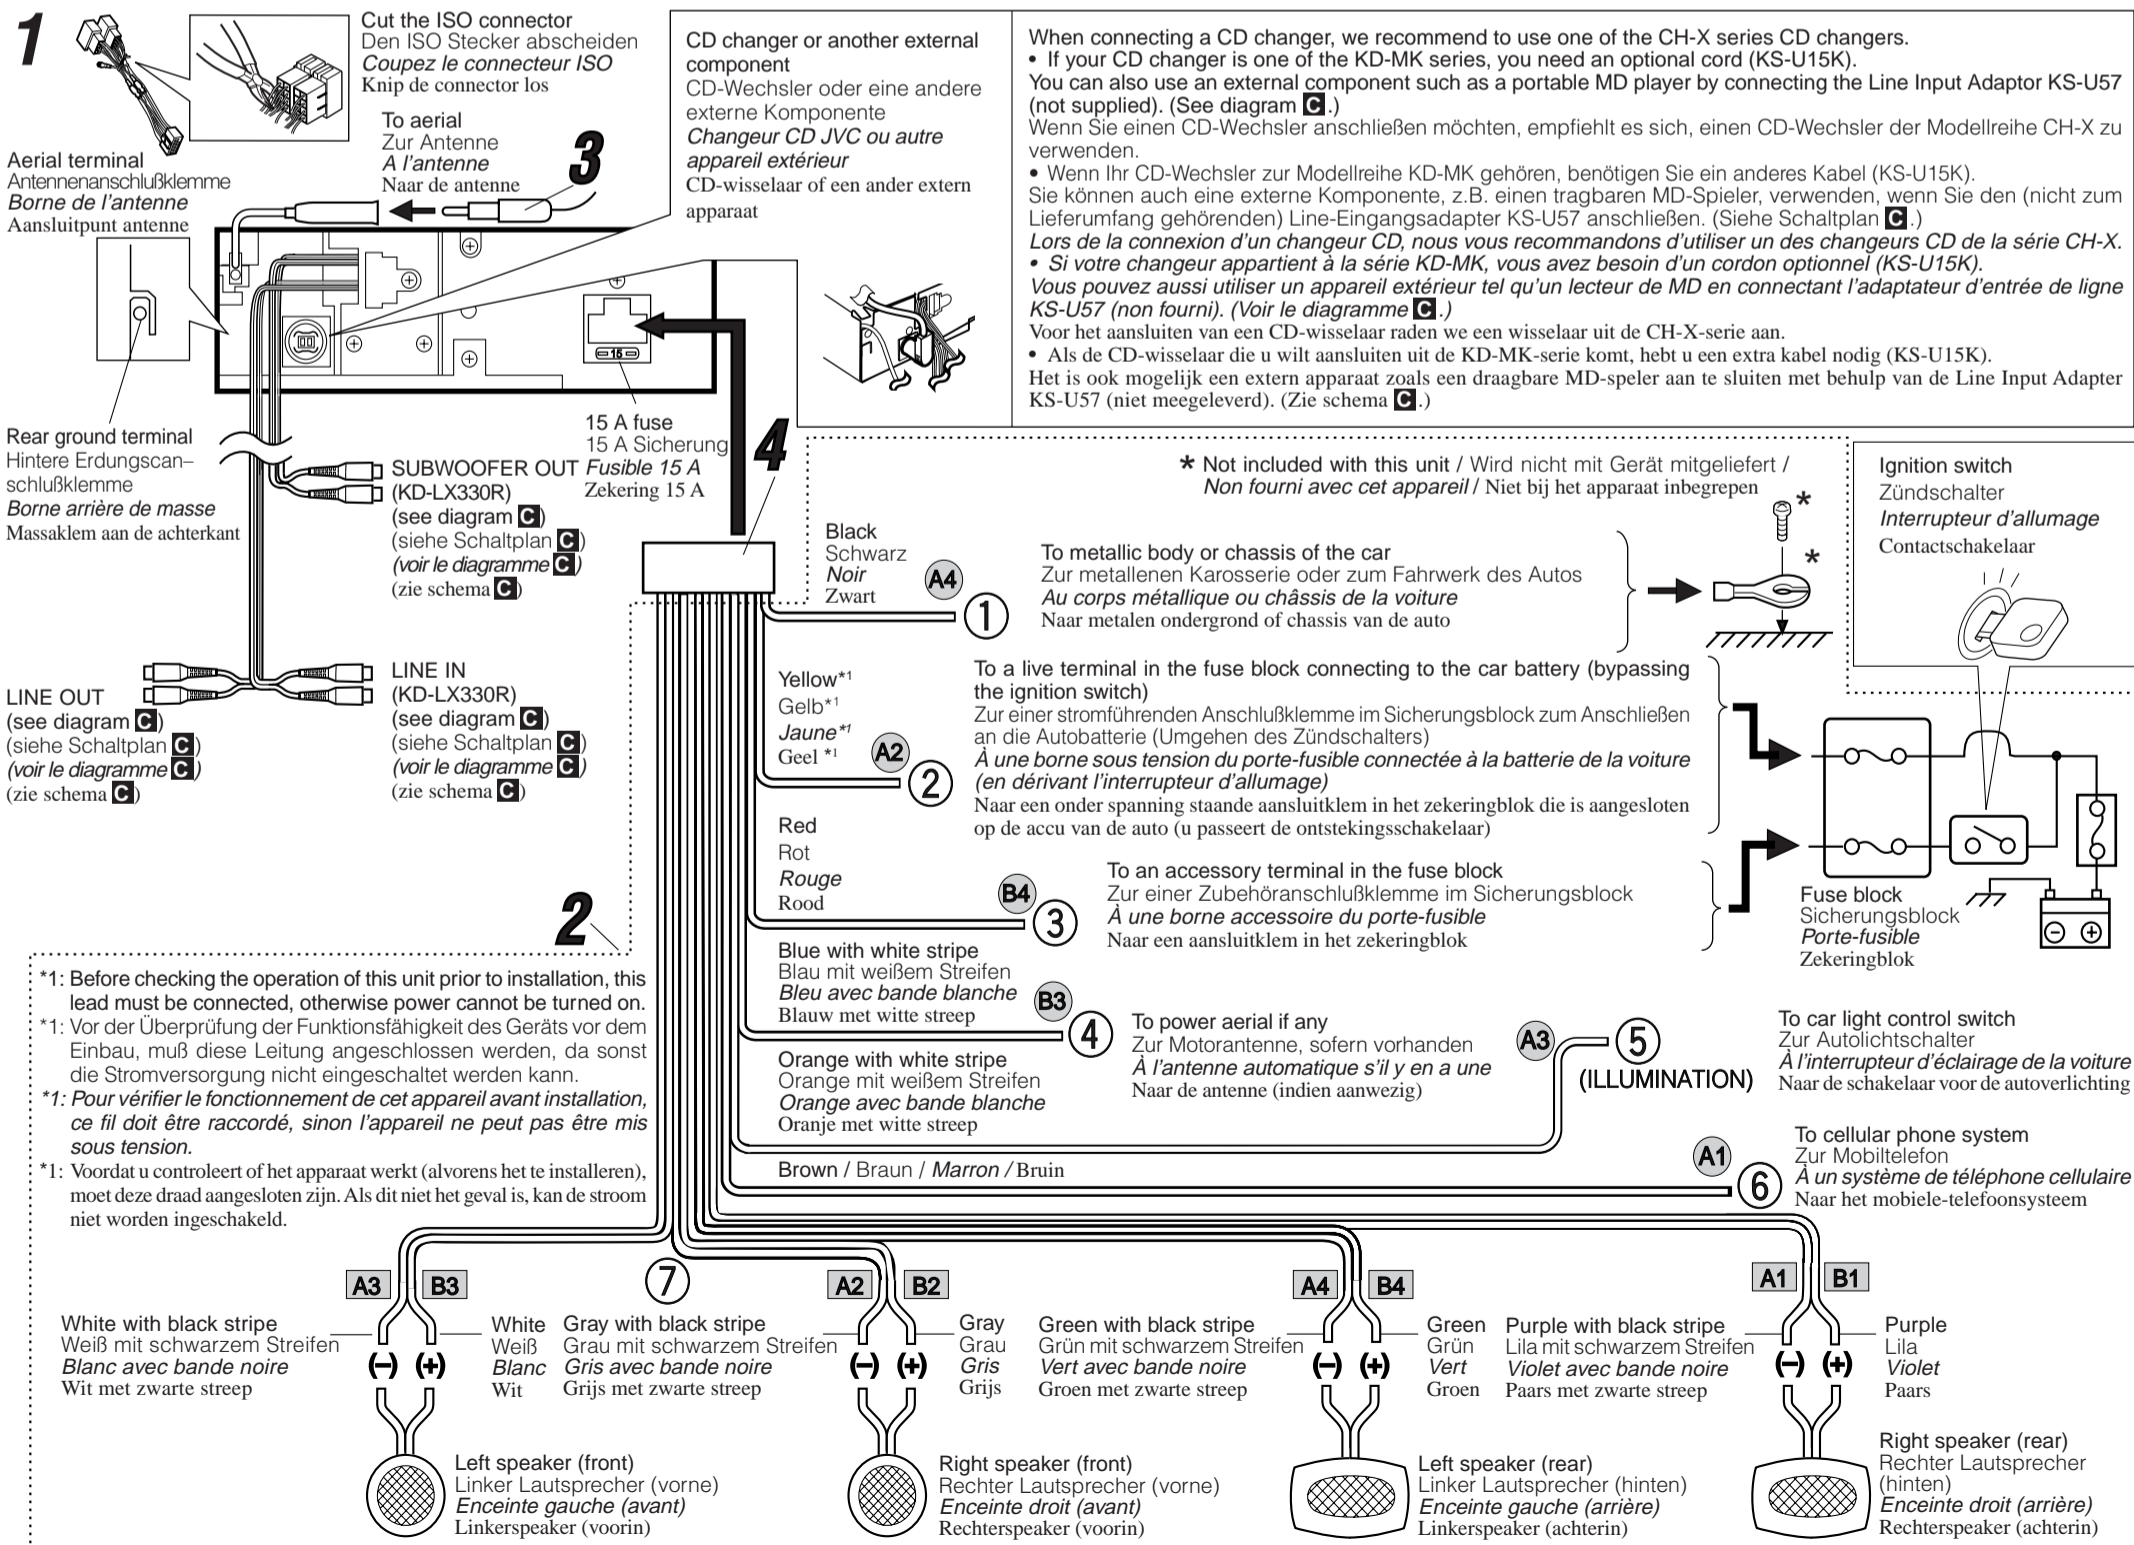 1
Cut the ISO connector
Den ISO Stecker abscheiden
Coupez le connecteur ISO
Knip de connector los
To aerial
Zur Antenne
A l'antenne
Naar de antenne
3
Aerial terminal
Antennenanschlußklemme
Borne de l'antenne
Aansluitpunt antenne
CD changer or another external
component
CD-Wechsler oder eine andere
externe Komponente
Changeur CD JVC ou autre
appareil extérieur
CD-wisselaar of een ander extern
apparaat
When connecting a CD changer, we recommend to use one of the CH-X series CD changers.
• If your CD changer is one of the KD-MK series, you need an optional cord (KS-U15K).
You can also use an external component such as a portable MD player by connecting the Line Input Adaptor KS-U57
(not supplied). (See diagram C.)
Wenn Sie einen CD-Wechsler anschließen möchten, empfiehlt es sich, einen CD-Wechsler der Modellreihe CH-X zu
verwenden.
• Wenn Ihr CD-Wechsler zur Modellreihe KD-MK gehören, benötigen Sie ein anderes Kabel (KS-U15K).
Sie können auch eine externe Komponente, z.B. einen tragbaren MD-Spieler, verwenden, wenn Sie den (nicht zum
Lieferumfang gehörenden) Line-Eingangsadapter KS-U57 anschließen. (Siehe Schaltplan C.)
Lors de la connexion d'un changeur CD, nous vous recommandons d'utiliser un des changeurs CD de la série CH-X.
• Si votre changeur appartient à la série KD-MK, vous avez besoin d'un cordon optionnel (KS-U15K).
Vous pouvez aussi utiliser un appareil extérieur tel qu'un lecteur de MD en connectant l'adaptateur d'entrée de ligne
KS-U57 (non fourni). (Voir le diagramme C.)
Voor het aansluiten van een CD-wisselaar raden we een wisselaar uit de CH-X-serie aan.
• Als de CD-wisselaar die u wilt aansluiten uit de KD-MK-serie komt, hebt u een extra kabel nodig (KS-U15K).
Het is ook mogelijk een extern apparaat zoals een draagbare MD-speler aan te sluiten met behulp van de Line Input Adapter
KS-U57 (niet meegeleverd). (Zie schema C.)
15
Rear ground terminal
Hintere Erdungscan–
schlußklemme
Borne arrière de masse
Massaklem aan de achterkant
15 A fuse
15 A Sicherung
Fusible 15 A
Zekering 15 A
4
SUBWOOFER OUT
(KD-LX330R)
(see diagram C)
(siehe Schaltplan C)
(voir le diagramme C)
(zie schema C)
LINE OUT
(see diagram C)
(siehe Schaltplan C)
(voir le diagramme C)
(zie schema C)
LINE IN
(KD-LX330R)
(see diagram C)
(siehe Schaltplan C)
(voir le diagramme C)
(zie schema C)
* Not included with this unit / Wird nicht mit Gerät mitgeliefert /
Non fourni avec cet appareil / Niet bij het apparaat inbegrepen
*
*
Ignition switch
Zündschalter
Interrupteur d'allumage
Contactschakelaar
Black
Schwarz
Noir
Zwart
A4
1
To metallic body or chassis of the car
Zur metallenen Karosserie oder zum Fahrwerk des Autos
Au corps métallique ou châssis de la voiture
Naar metalen ondergrond of chassis van de auto
Yellow*1
Gelb*1
Jaune*1
Geel *1
A2
2
To a live terminal in the fuse block connecting to the car battery (bypassing
the ignition switch)
Zur einer stromführenden Anschlußklemme im Sicherungsblock zum Anschließen
an die Autobatterie (Umgehen des Zündschalters)
À une borne sous tension du porte-fusible connectée à la batterie de la voiture
(en dérivant l'interrupteur d'allumage)
Naar een onder spanning staande aansluitklem in het zekeringblok die is aangesloten
op de accu van de auto (u passeert de ontstekingsschakelaar)
Red
Rot
Rouge
Rood
B4
3
To an accessory terminal in the fuse block
Zur einer Zubehöranschlußklemme im Sicherungsblock
À une borne accessoire du porte-fusible
Naar een aansluitklem in het zekeringblok
Fuse block
Sicherungsblock
Porte-fusible
Zekeringblok
2
Blue with white stripe
Blau mit weißem Streifen
Bleu avec bande blanche
Blauw met witte streep
B3
4
To power aerial if any
Zur Motorantenne, sofern vorhanden
À l'antenne automatique s'il y en a une
Naar de antenne (indien aanwezig)
Orange with white stripe
Orange mit weißem Streifen
Orange avec bande blanche
Oranje met witte streep
A3
5
(ILLUMINATION)
To car light control switch
Zur Autolichtschalter
À l'interrupteur d'éclairage de la voiture
Naar de schakelaar voor de autoverlichting
Brown / Braun / Marron / Bruin
A1
6
To cellular phone system
Zur Mobiltelefon
À un système de téléphone cellulaire
Naar het mobiele-telefoonsysteem
*1: Before checking the operation of this unit prior to installation, this
lead must be connected, otherwise power cannot be turned on.
*1: Vor der Überprüfung der Funktionsfähigkeit des Geräts vor dem
Einbau, muß diese Leitung angeschlossen werden, da sonst
die Stromversorgung nicht eingeschaltet werden kann.
*1: Pour vérifier le fonctionnement de cet appareil avant installation,
ce fil doit être raccordé, sinon l'appareil ne peut pas être mis
sous tension.
*1: Voordat u controleert of het apparaat werkt (alvorens het te installeren),
moet deze draad aangesloten zijn. Als dit niet het geval is, kan de stroom
niet worden ingeschakeld.
7
A3 B3
White with black stripe
Weiß mit schwarzem Streifen
Blanc avec bande noire
Wit met zwarte streep
(–) (+)
White
Weiß
Blanc
Wit
Left speaker (front)
Linker Lautsprecher (vorne)
Enceinte gauche (avant)
Linkerspeaker (voorin)
A2 B2
Gray with black stripe
Grau mit schwarzem Streifen
Gris avec bande noire
Grijs met zwarte streep
(–) (+)
Gray
Grau
Gris
Grijs
Right speaker (front)
Rechter Lautsprecher (vorne)
Enceinte droit (avant)
Rechterspeaker (voorin)
A4 B4
Green with black stripe
Grün mit schwarzem Streifen
Vert avec bande noire
Groen met zwarte streep
(–) (+)
Green
Grün
Vert
Groen
Left speaker (rear)
Linker Lautsprecher (hinten)
Enceinte gauche (arrière)
Linkerspeaker (achterin)
A1 B1
Purple with black stripe
Lila mit schwarzem Streifen
Violet avec bande noire
Paars met zwarte streep
(–) (+)
Purple
Lila
Violet
Paars
Right speaker (rear)
Rechter Lautsprecher
(hinten)
Enceinte droit (arrière)
Rechterspeaker (achterin)